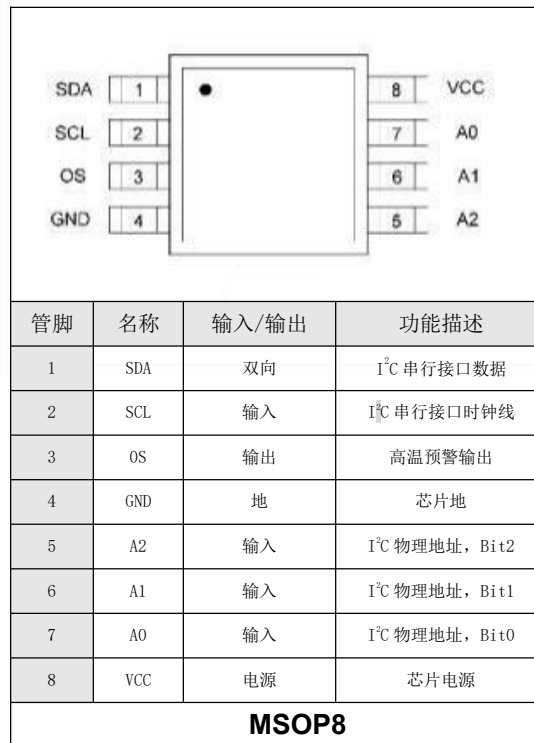 SDA 1 8 VCC
SCL 2 7 A0
OS 3 6 A1
GND 4 5 A2
管脚 名称 输入/输出 功能描述
1 SDA 双向 I²C 串行接口数据
2 SCL 输入 I²C 串行接口时钟线
3 OS 输出 高温预警输出
4 GND 地 芯片地
5 A2 输入 I²C 物理地址，Bit2
6 A1 输入 I²C 物理地址，Bit1
7 A0 输入 I²C 物理地址，Bit0
8 VCC 电源 芯片电源
MSOP8